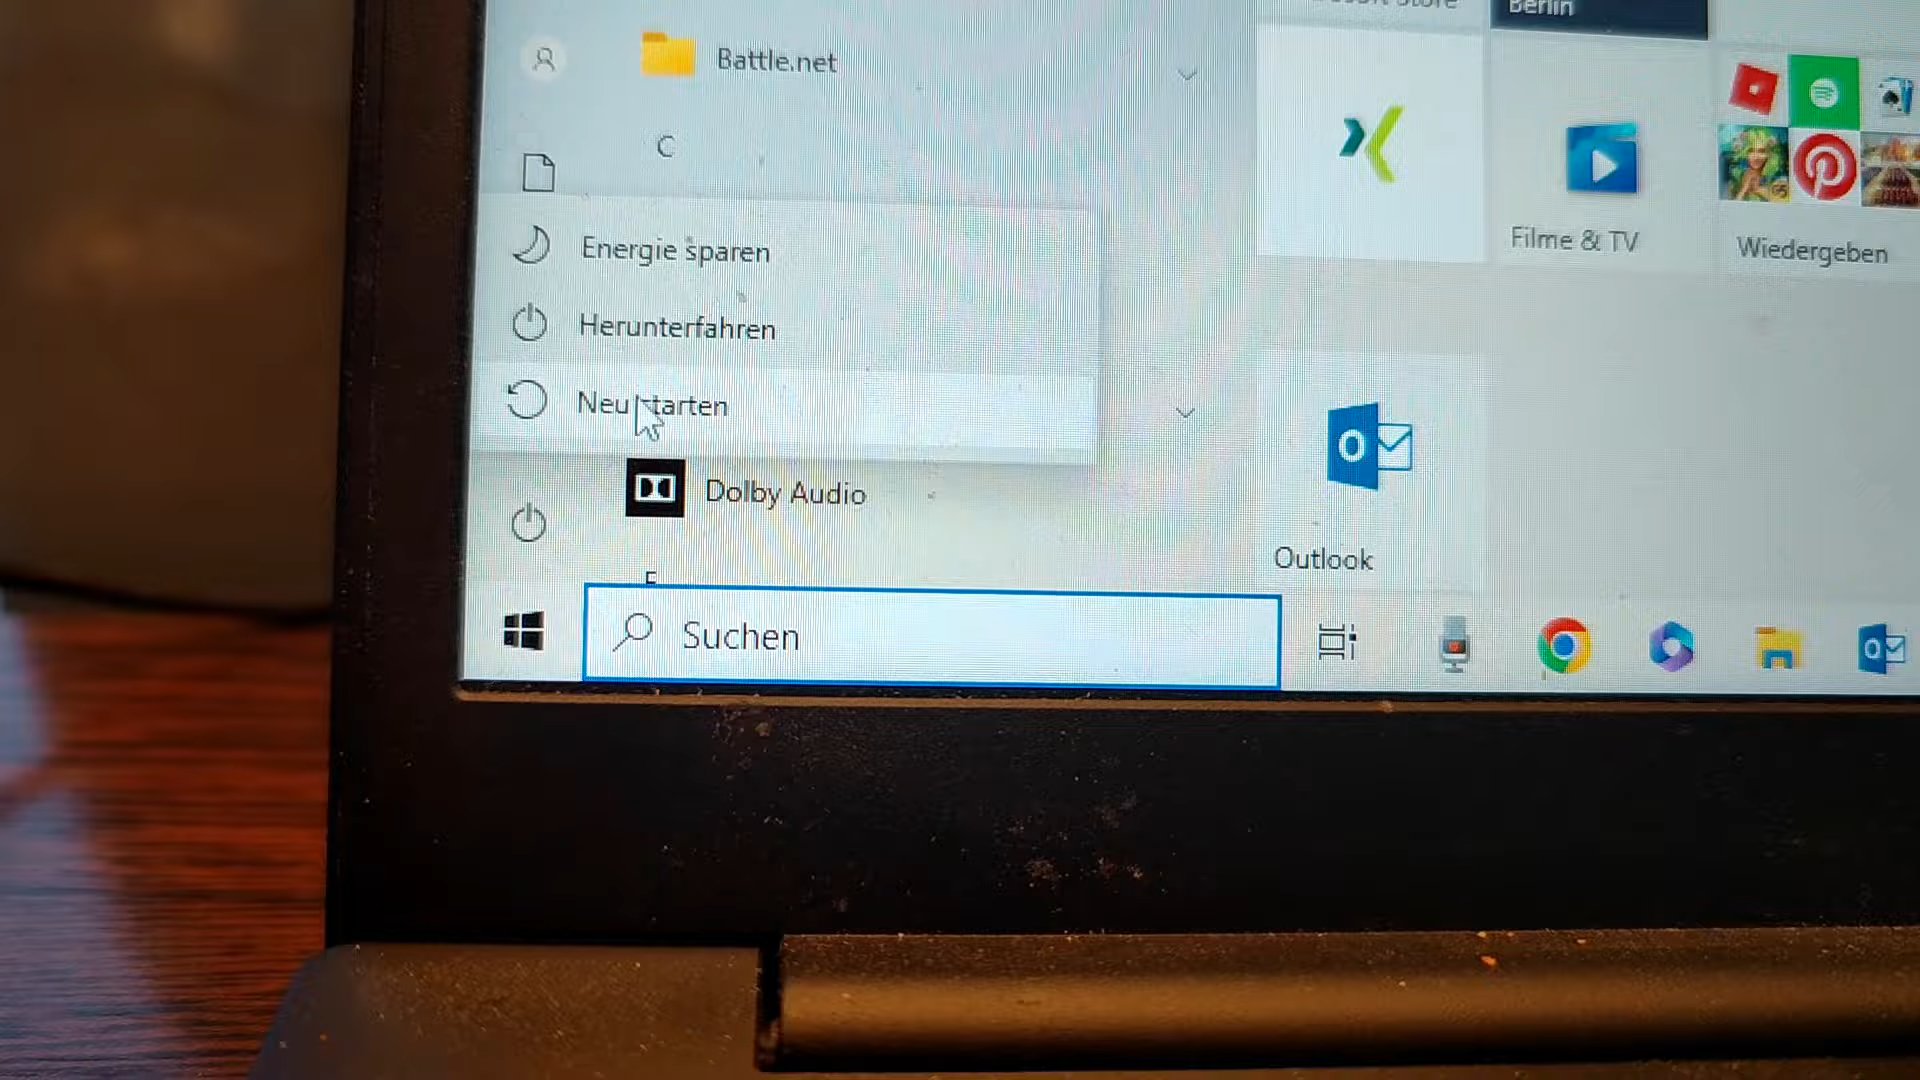 Berlin
Battle.net
C
Energie sparen
Filme & TV
Wiedergeben
Herunterfahren
Neu starten
Dolby Audio
Outlook
Suchen